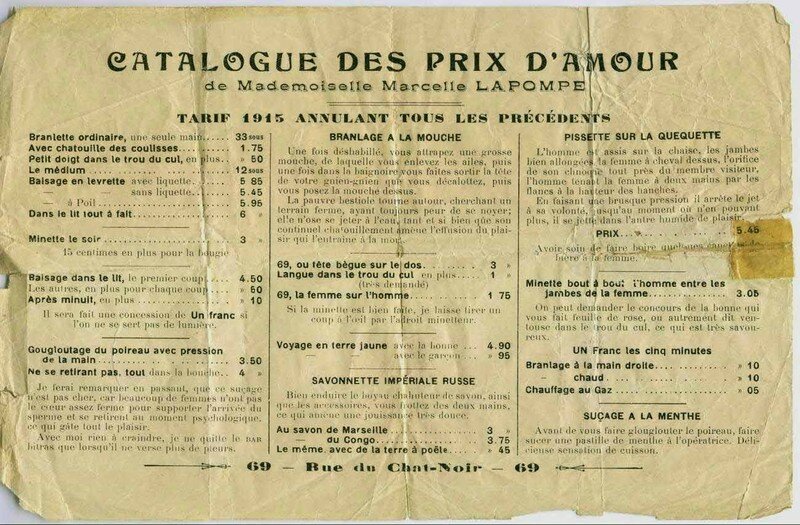 CATALOGUE DES PRIX D'AMOUR
de Mademoiselle Marcelle LAPOMPE
TARIF 1915 ANNULANT TOUS LES PRÉCÉDENTS
Branlette ordinaire, une seule main...... 33 sous
Avec chatouille des coulisses.... 1.75
Petit doigt dans le trou du cul, en plus.. » 50
Le médium .......... 12 sous
Baisage en levrette avec liquette.... 5 85
— sans liquette.... 5.45
— à Poil .......... 5.95
Dans le lit tout à fait........ 6 »
Minette le soir .......... 3 »
15 centimes en plus pour la bougie
Baisage dans le lit, le premier coup.... 4.50
Les autres, en plus pour chaque coup.. » 50
Après minuit, en plus .......... » 10
Il sera fait une concession de Un franc si
l'on ne se sert pas de lumière.
Gougloutage du poireau avec pression
de la main .......... 3.50
Ne se retirant pas, tout dans la bouche. 4 »
Je ferai remarquer en passant, que ce suçage
n'est pas cher, car beaucoup de femmes n'ont pas
le cœur assez ferme pour supporter l'arrivée du
sperme et se retirent au moment psychologique,
ce qui gâte tout le plaisir.
Avec moi rien à craindre, je ne quitte le BAR
bitras que lorsqu'il ne verse plus de pleurs.
BRANLAGE A LA MOUCHE
Une fois déshabillé, vous attrapez une grosse
mouche, de laquelle vous enlevez les ailes, puis
une fois dans la baignoire vous faites sortir la tête
de votre guien-gnien qui vous décalottez, puis
vous posez la mouche dessus.
La pauvre bestiole tourne autour, cherchant un
terrain ferme, ayant toujours peur de se noyer;
elle n'ose se jeter à l'eau, tant et si bien que son
continuel chatouillement amène l'effusion du plai-
sir qui l'entraine à la mort.
69, ou tête bègue sur le dos...... 3 »
Langue dans le trou du cul en plus.... 1 »
(très demandé)
69, la femme sur l'homme........ 1 75
Si la minette est bien faite, je laisse tirer un
coup à l'œil par l'adroit minetteur.
Voyage en terre jaune avec la bonne .. 4.90
— — avec le garçon.. » 95
SAVONNETTE IMPÉRIALE RUSSE
Bien enduire le boyau chahuteur de savon, ainsi
que les accessoires, vous frottez des deux mains,
ce qui amène une jouissance très douce.
Au savon de Marseille ........ 3 »
— du Congo.......... 3.75
Le même, avec de la terre à poêle.. » 45
PISSETTE SUR LA QUEQUETTE
L'homme est assis sur la chaise, les jambes
bien allongées, la femme à cheval dessus, l'orifice
de son chnoque tout près du membre visiteur,
l'homme tenant la femme à deux mains par les
flancs à la hauteur des hanches.
En faisant une brusque pression il arrête le jet
à sa volonté, jusqu'au moment où n'en pouvant
plus, il se jette dans l'antre humide de plaisir.
PRIX.......... 5.45
Avoir soin de faire boire quelques
bière à la femme.
Minette bout à bout: l'homme entre les
jambes de la femme.......... 3.05
On peut demander le concours de la bonne qui
vous fait feuille de rose, ou autrement dit ven-
touse dans le trou du cul, ce qui est très savou-
reux.
UN Franc les cinq minutes
Branlage à la main droite...... » 10
chaud.......... » 10
Chauffage au Gaz.......... » 05
SUÇAGE A LA MENTHE
Avant de vous faire glouglouter le poireau, faire
sucer une pastille de menthe à l'opératrice. Déli-
cieuse sensation de cuisson.
69 — Rue du Chat-Noir — 69